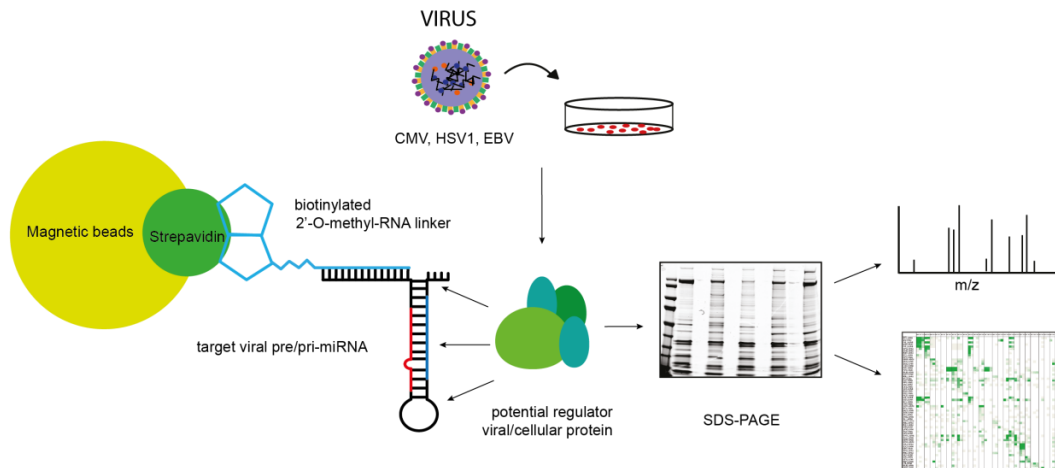 VIRUS
CMV, HSV1, EBV
biotinylated
2'-O-methyl-RNA linker
Magnetic beads
Strepavidin
target viral pre/pri-miRNA
potential regulator
viral/cellular protein
SDS-PAGE
m/z